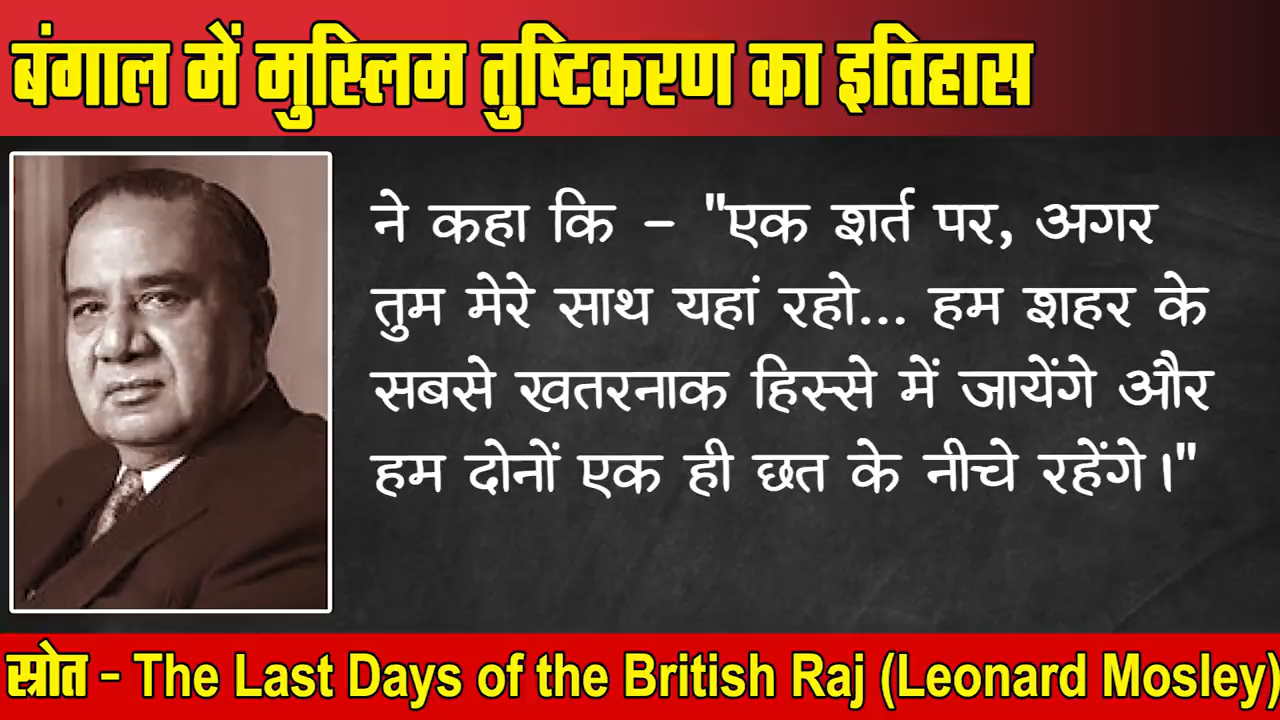 बंगाल में मुस्लिम तुष्टिकरण का इतिहास
ने कहा कि - "एक शर्त पर, अगर
तुम मेरे साथ यहां रहो... हम शहर के
सबसे खतरनाक हिस्से में जायेंगे और
हम दोनों एक ही छत के नीचे रहेंगे।"
स्रोत - The Last Days of the British Raj (Leonard Mosley)